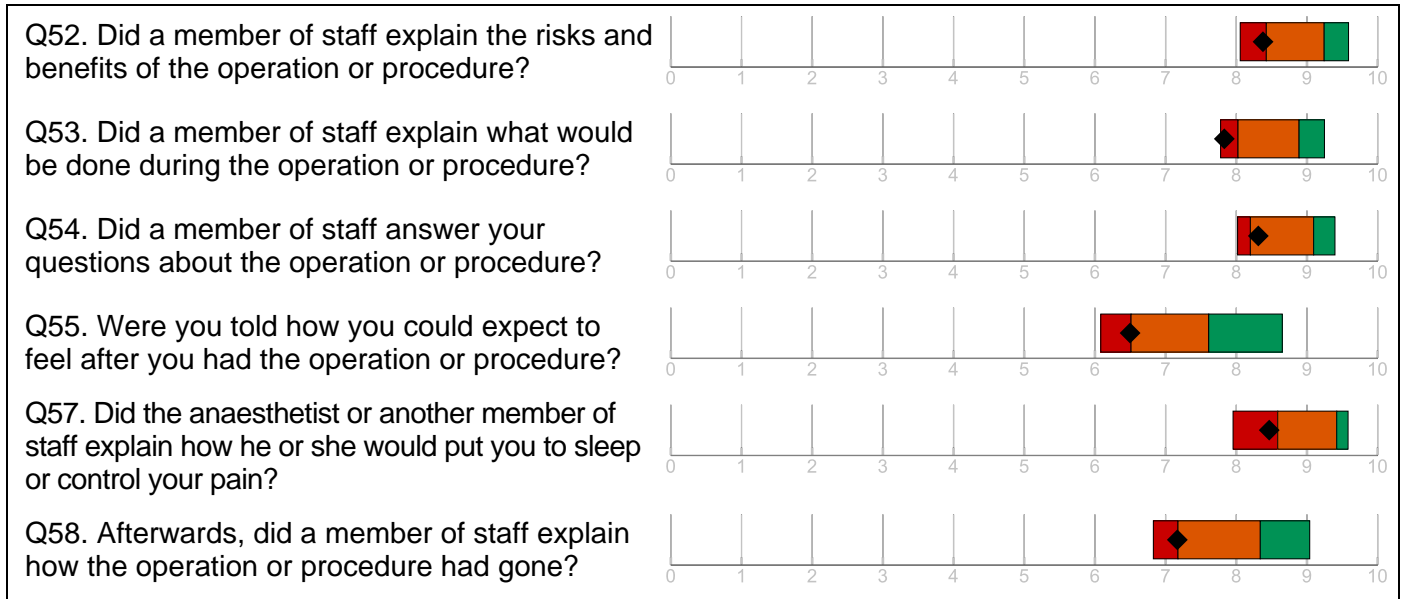 Q52. Did a member of staff explain the risks and
benefits of the operation or procedure?
0 1 2 3 4 5 6 7 8 9 10
Q53. Did a member of staff explain what would
be done during the operation or procedure?
0 1 2 3 4 5 6 7 8 9 10
Q54. Did a member of staff answer your
questions about the operation or procedure?
0 1 2 3 4 5 6 7 8 9 10
Q55. Were you told how you could expect to
feel after you had the operation or procedure?
0 1 2 3 4 5 6 7 8 9 10
Q57. Did the anaesthetist or another member of
staff explain how he or she would put you to sleep
or control your pain?
0 1 2 3 4 5 6 7 8 9 10
Q58. Afterwards, did a member of staff explain
how the operation or procedure had gone?
0 1 2 3 4 5 6 7 8 9 10